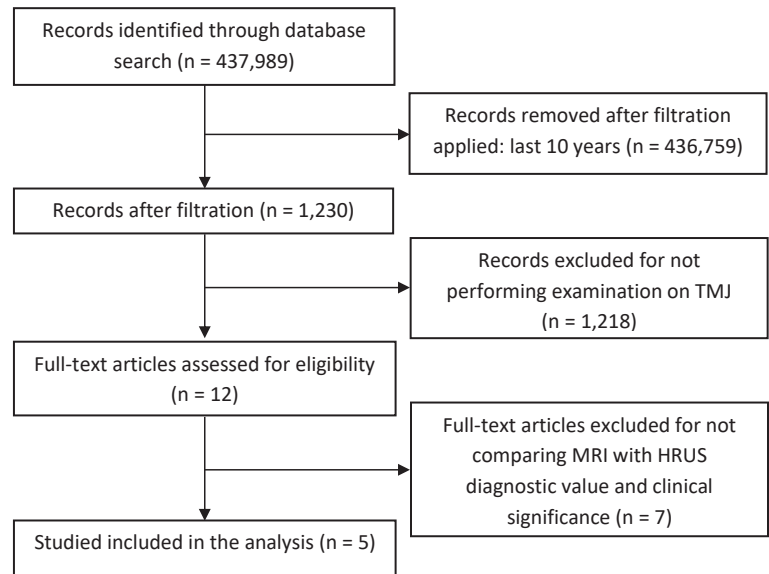 Records identified through database
search (n = 437,989)
Records removed after filtration
applied: last 10 years (n = 436,759)
Records after filtration (n = 1,230)
Records excluded for not
performing examination on TMJ
(n = 1,218)
Full-text articles assessed for eligibility
(n = 12)
Full-text articles excluded for not
comparing MRI with HRUS
diagnostic value and clinical
significance (n = 7)
Studied included in the analysis (n = 5)